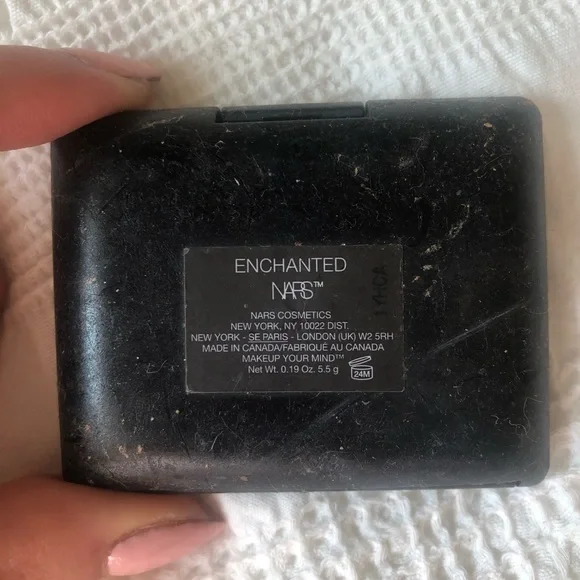 ENCHANTED
NARS™
NARS COSMETICS
NEW YORK, NY 10022 DIST.
NEW YORK - SE PARIS - LONDON (UK) W2 5RH
MADE IN CANADA/FABRIQUÉ AU CANADA
MAKEUP YOUR MIND™
Net Wt. 0.19 Oz. 5.5 g
24M